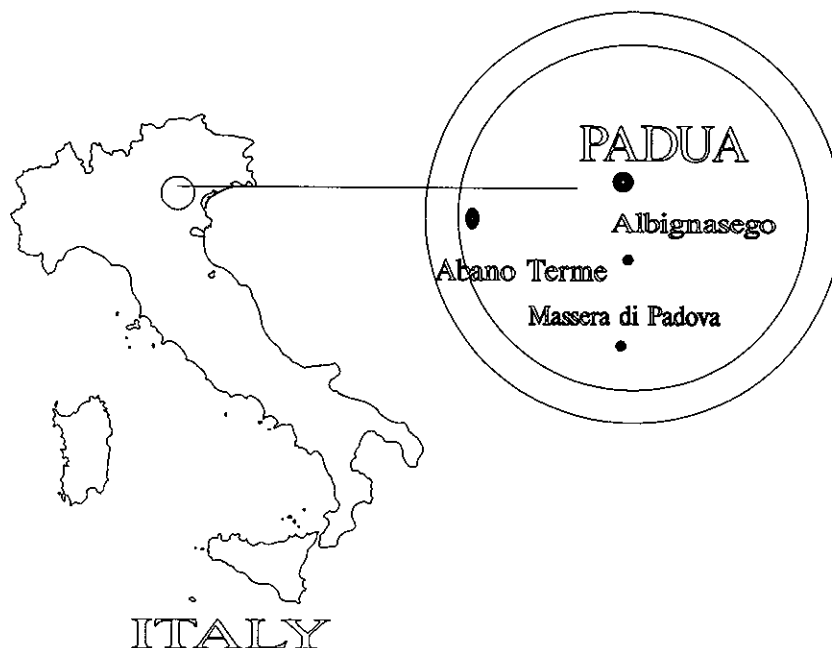 PADUA
Albignasego
Abano Terme
Massera di Padova
ITALY